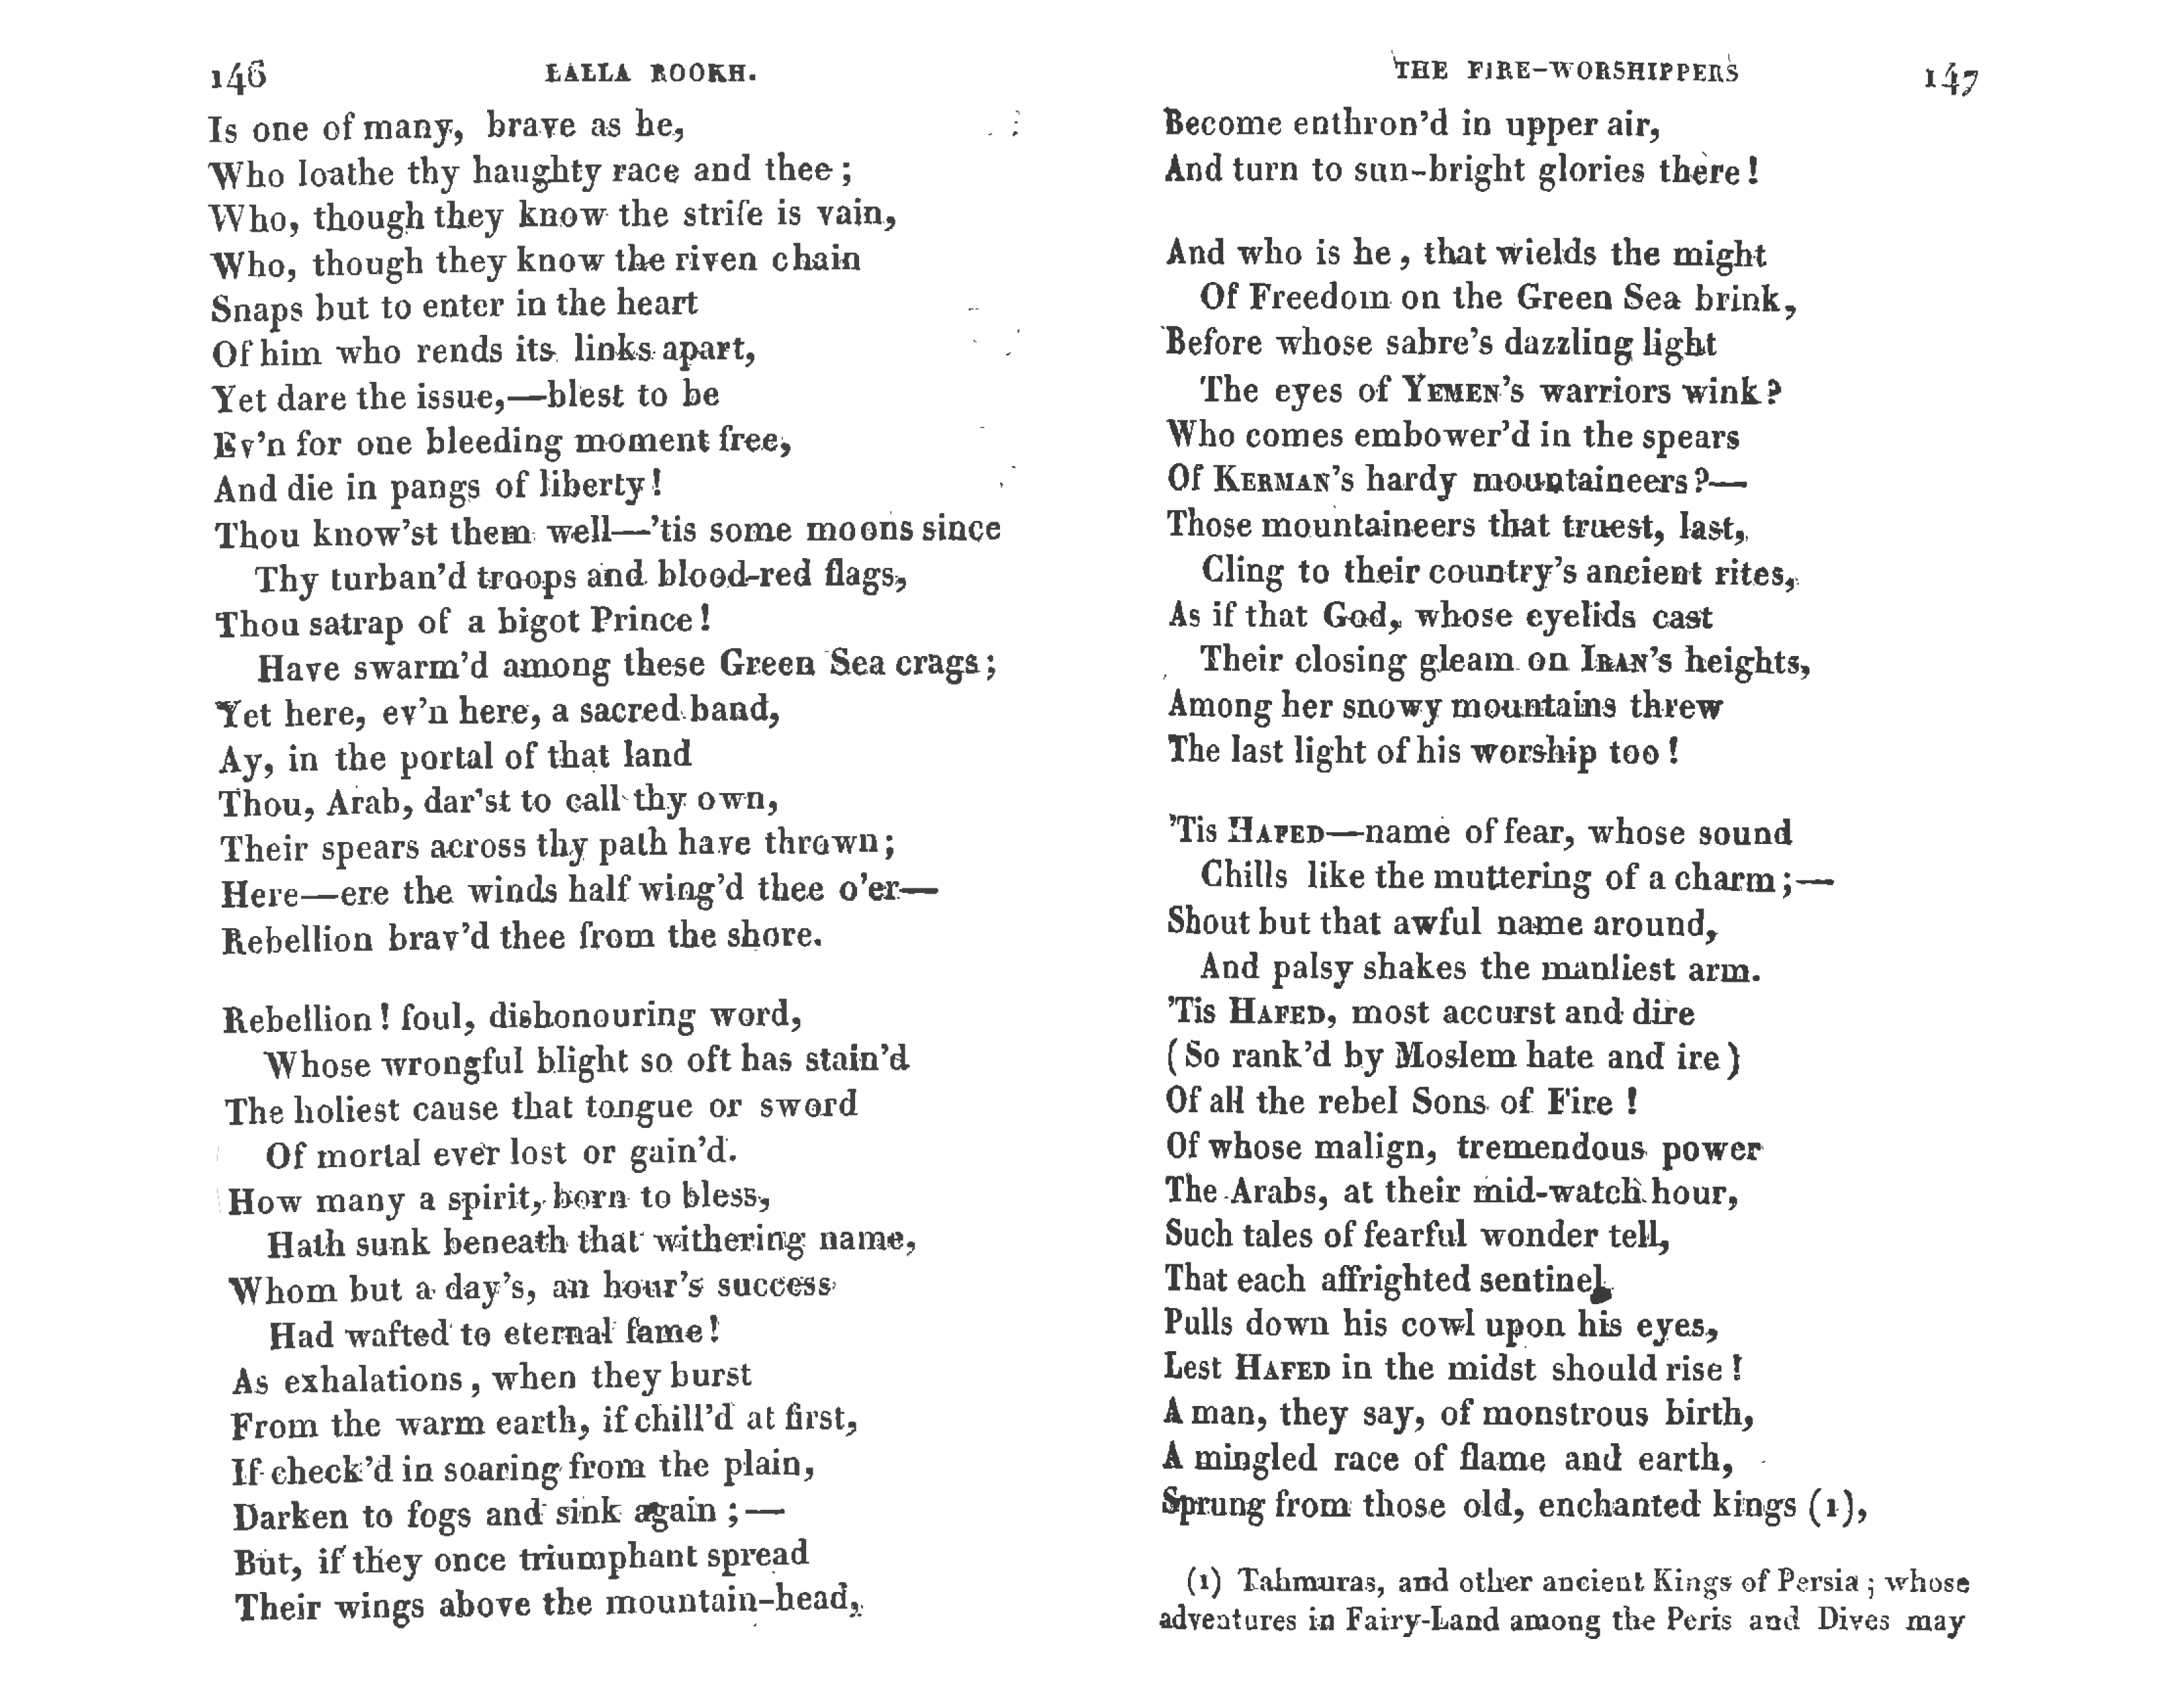 146 LALLA ROOKH.
Is one of many, brave as he,
Who loathe thy haughty race and thee;
Who, though they know the strife is vain,
Who, though they know the riven chain
Snaps but to enter in the heart
Of him who rends its links apart,
Yet dare the issue,—blest to be
Ev'n for one bleeding moment free,
And die in pangs of liberty!
Thou know'st them well—'tis some moons since
Thy turban'd troops and blood-red flags,
Thou satrap of a bigot Prince!
Have swarm'd among these Green Sea crags;
Yet here, ev'n here, a sacred band,
Ay, in the portal of that land
Thou, Arab, dar'st to call thy own,
Their spears across thy path have thrown;
Here—ere the winds half wing'd thee o'er—
Rebellion brav'd thee from the shore.
Rebellion! foul, dishonouring word,
Whose wrongful blight so oft has stain'd
The holiest cause that tongue or sword
Of mortal ever lost or gain'd.
How many a spirit, born to bless,
Hath sunk beneath that withering name,
Whom but a day's, an hour's success
Had wafted to eternal fame!
As exhalations, when they burst
From the warm earth, if chill'd at first,
If check'd in soaring from the plain,
Darken to fogs and sink again;—
But, if they once triumphant spread
Their wings above the mountain-head,
THE FIRE-WORSHIPPERS 147
Become enthron'd in upper air,
And turn to sun-bright glories there!
And who is he, that wields the might
Of Freedom on the Green Sea brink,
Before whose sabre's dazzling light
The eyes of YEMEN's warriors wink?
Who comes embower'd in the spears
Of KERMAN's hardy mountaineers?—
Those mountaineers that truest, last,
Cling to their country's ancient rites,
As if that God, whose eyelids cast
Their closing gleam on IRAN's heights,
Among her snowy mountains threw
The last light of his worship too!
'Tis HAFED—name of fear, whose sound
Chills like the muttering of a charm;—
Shout but that awful name around,
And palsy shakes the manliest arm.
'Tis HAFED, most accurst and dire
(So rank'd by Moslem hate and ire)
Of all the rebel Sons of Fire!
Of whose malign, tremendous power
The Arabs, at their mid-watch hour,
Such tales of fearful wonder tell,
That each affrighted sentinel
Pulls down his cowl upon his eyes,
Lest HAFED in the midst should rise!
A man, they say, of monstrous birth,
A mingled race of flame and earth,
Sprung from those old, enchanted kings (1),
(1) Tahmuras, and other ancient Kings of Persia; whose
adventures in Fairy-Land among the Peris and Dives may